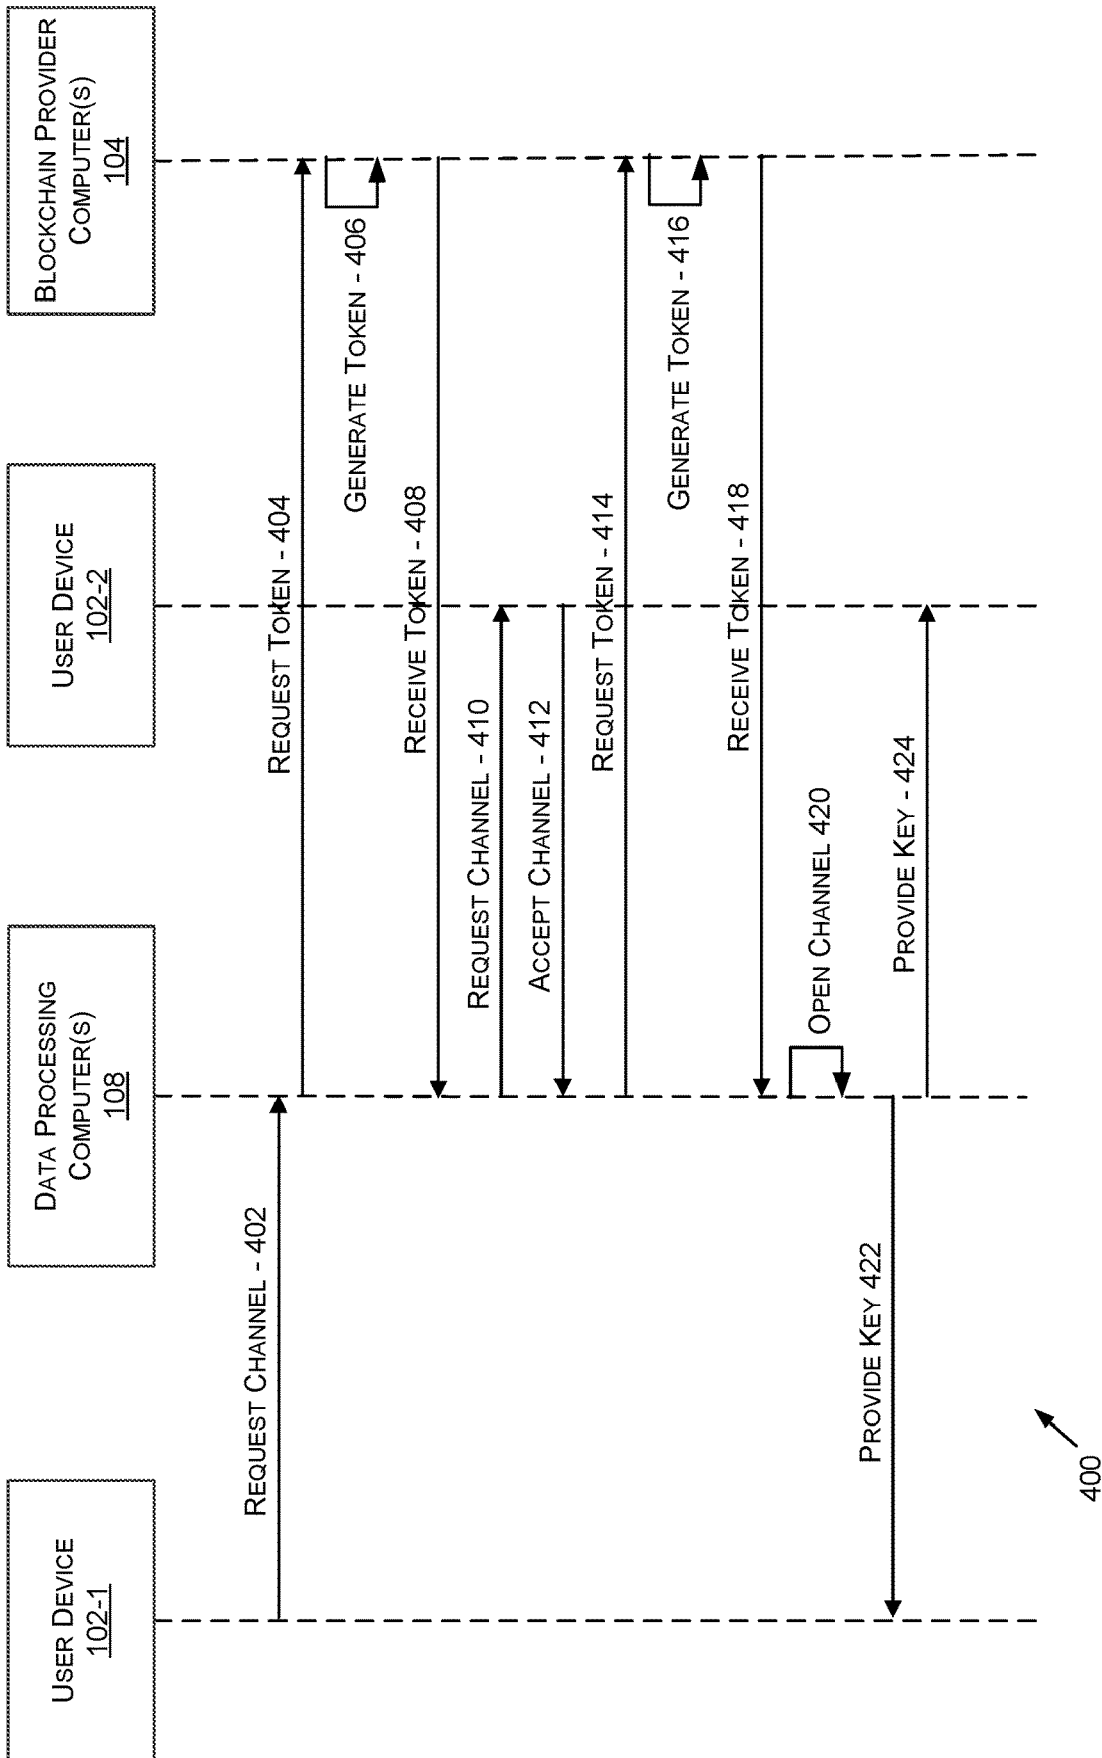 USER DEVICE
102-1
DATA PROCESSING
COMPUTER(S)
108
USER DEVICE
102-2
BLOCKCHAIN PROVIDER
COMPUTER(S)
104
REQUEST CHANNEL - 402
REQUEST TOKEN - 404
GENERATE TOKEN - 406
RECEIVE TOKEN - 408
REQUEST CHANNEL - 410
ACCEPT CHANNEL - 412
REQUEST TOKEN - 414
GENERATE TOKEN - 416
RECEIVE TOKEN - 418
OPEN CHANNEL 420
PROVIDE KEY 422
PROVIDE KEY - 424
400